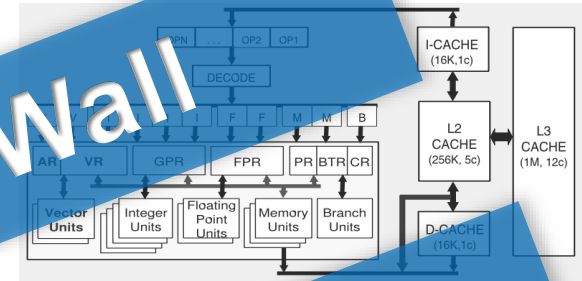 OPN ... OP2 OP1
DECODE
I I F F M M B
AR VR GPR FPR PR BTR CR
Vector Units
Integer Units
Floating Point Units
Memory Units
Branch Units
I-CACHE
(16K,1c)
L2
CACHE
(256K, 5c)
D-CACHE
(16K,1c)
L3
CACHE
(1M, 12c)
Wall